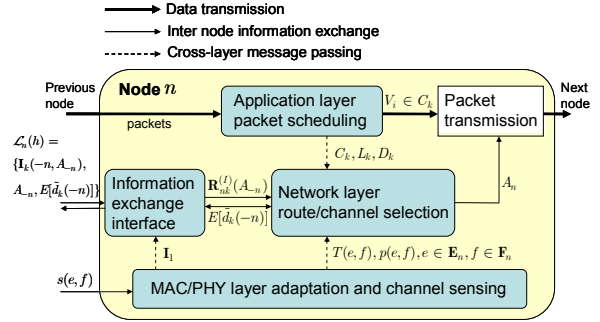 Data transmission
Inter node information exchange
Cross-layer message passing
Previous node
Node n
Next node
packets
Application layer packet scheduling
V_i ∈ C_k
Packet transmission
𝓛_n(h) =
{I_k(−n, A_{−n}),
A_{−n}, E[d̃_k(−n)]}
C_k, L_k, D_k
Information exchange interface
R_{nk}^{(I)}(A_{−n})
E[d̃_k(−n)]
Network layer route/channel selection
A_n
I_1
T(e, f), p(e, f), e ∈ E_n, f ∈ F_n
s(e, f)
MAC/PHY layer adaptation and channel sensing